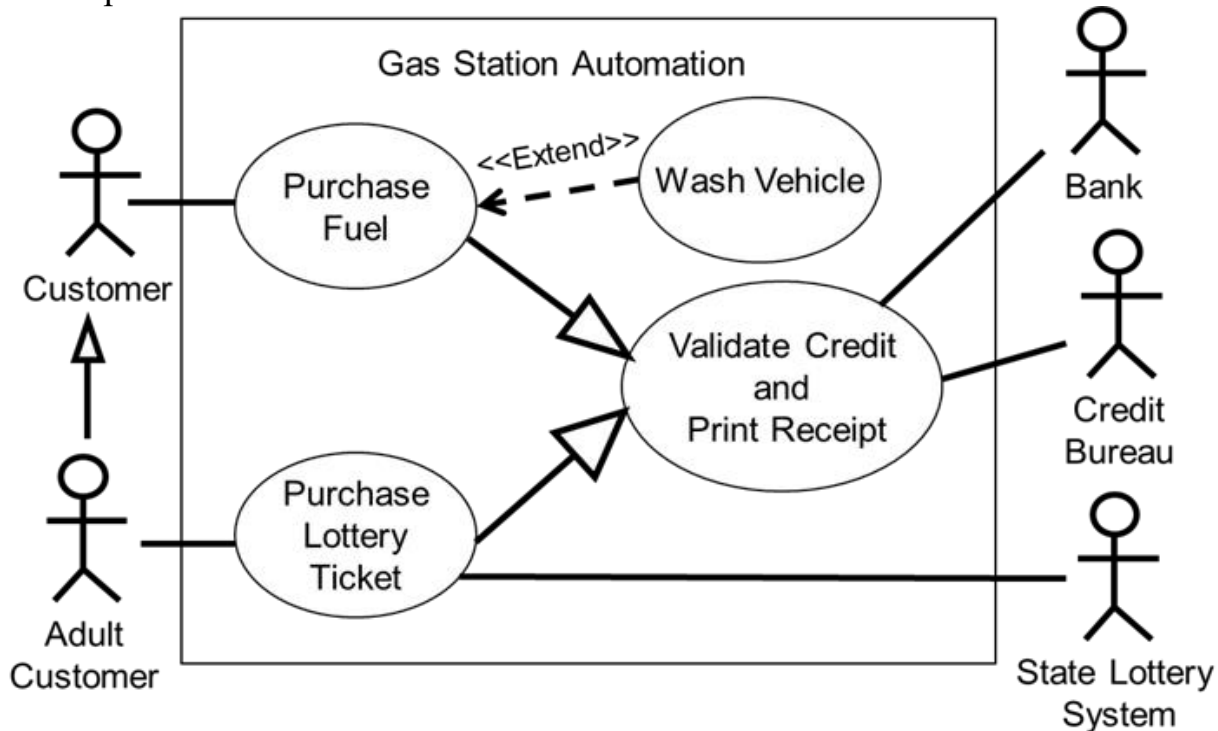 Gas Station Automation
Customer
Purchase
Fuel
<<Extend>>
Wash Vehicle
Bank
Validate Credit
and
Print Receipt
Credit
Bureau
Adult
Customer
Purchase
Lottery
Ticket
State Lottery
System